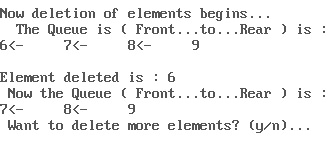 Now deletion of elements begins...
The Queue is ( Front...to...Rear ) is :
6<- 7<- 8<- 9
Element deleted is : 6
Now the Queue ( Front...to...Rear ) is :
7<- 8<- 9
Want to delete more elements? (y/n)...